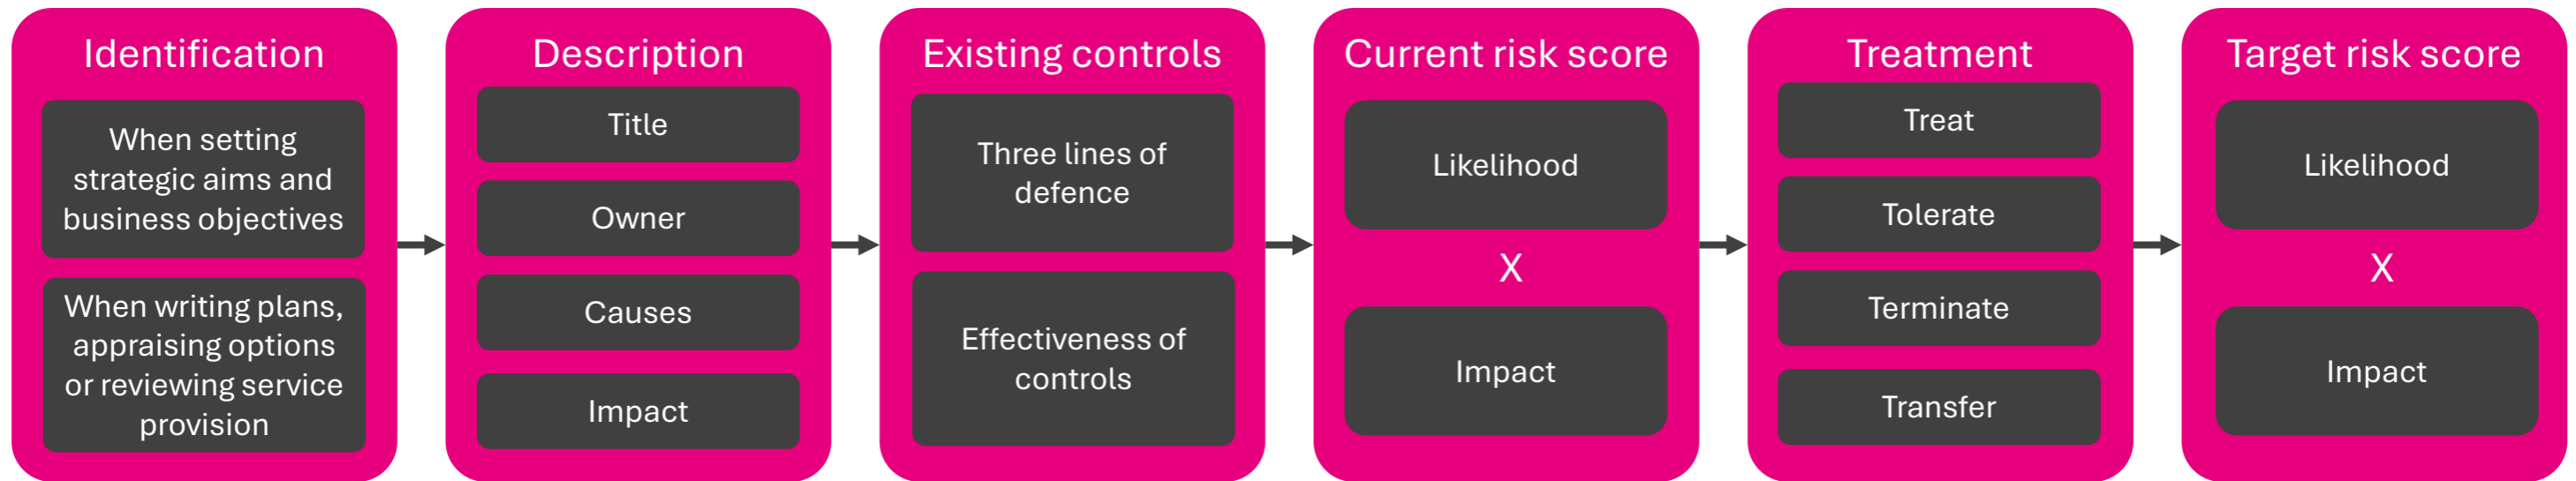 Identification
When setting
strategic aims and
business objectives
When writing plans,
appraising options
or reviewing service
provision
Description
Title
Owner
Causes
Impact
Existing controls
Three lines of
defence
Effectiveness of
controls
Current risk score
Likelihood
X
Impact
Treatment
Treat
Tolerate
Terminate
Transfer
Target risk score
Likelihood
X
Impact